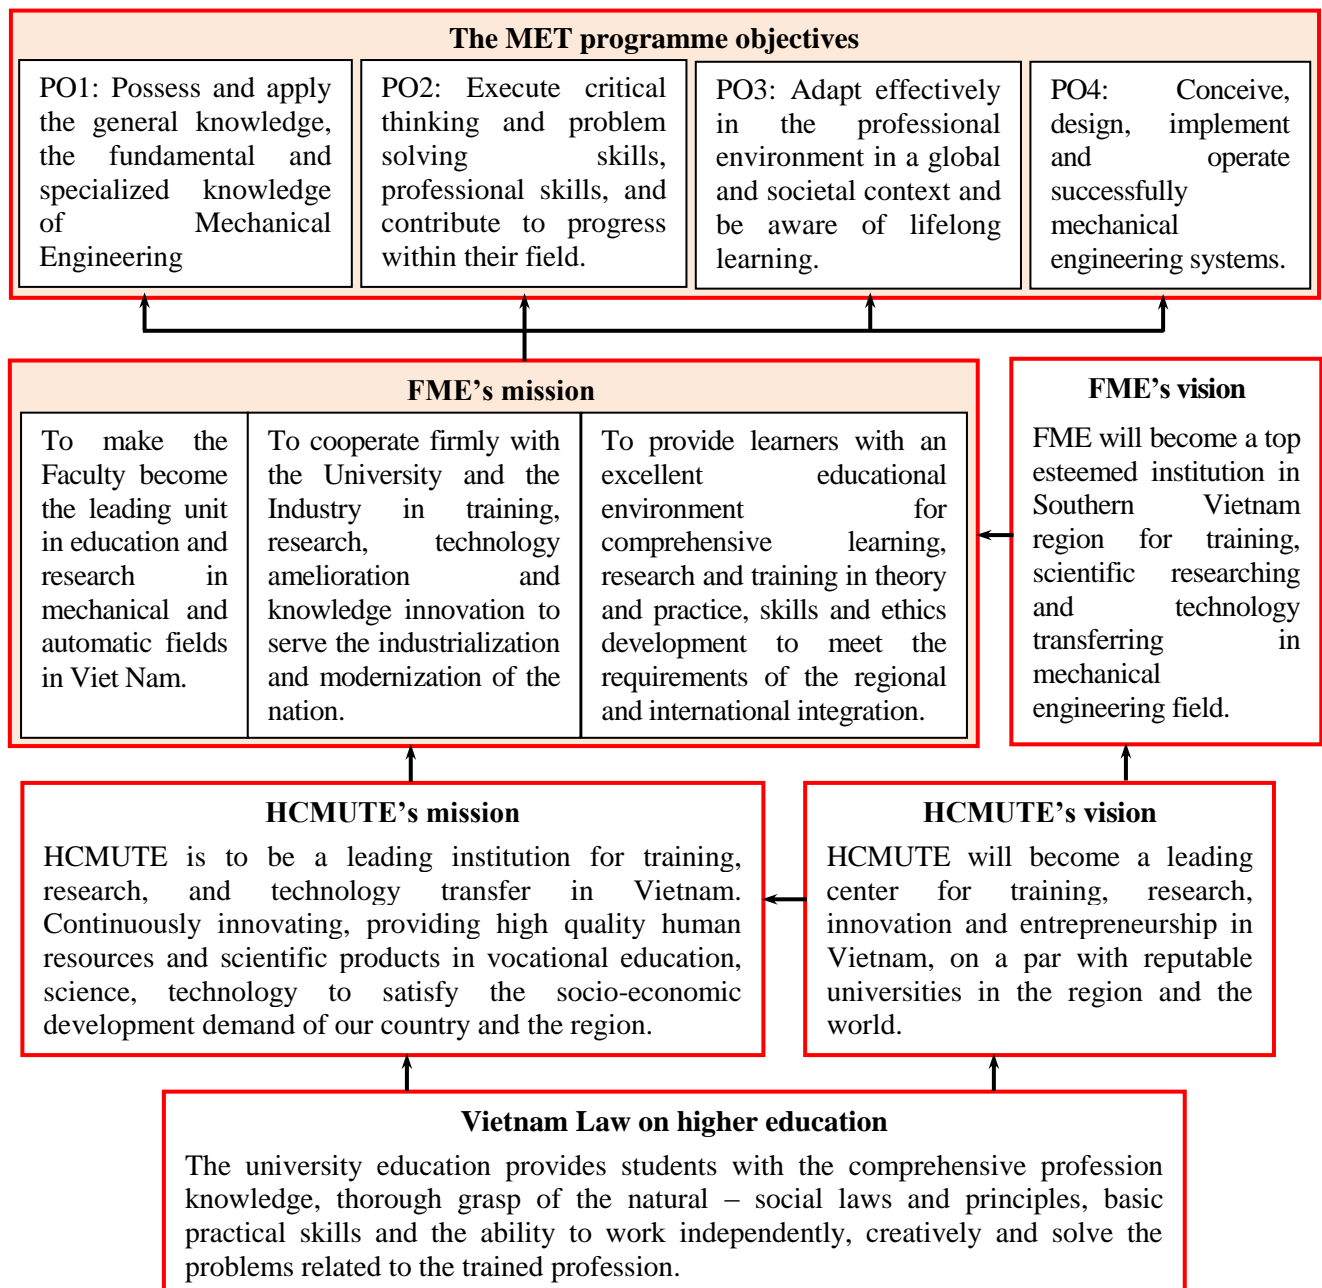 The MET programme objectives
PO1: Possess and apply
the general knowledge,
the fundamental and
specialized knowledge
of Mechanical
Engineering
PO2: Execute critical
thinking and problem
solving skills,
professional skills, and
contribute to progress
within their field.
PO3: Adapt effectively
in the professional
environment in a global
and societal context and
be aware of lifelong
learning.
PO4: Conceive,
design, implement
and operate
successfully
mechanical
engineering systems.
FME's mission
To make the
Faculty become
the leading unit
in education and
research in
mechanical and
automatic fields
in Viet Nam.
To cooperate firmly with
the University and the
Industry in training,
research, technology
amelioration and
knowledge innovation to
serve the industrialization
and modernization of the
nation.
To provide learners with an
excellent educational
environment for
comprehensive learning,
research and training in theory
and practice, skills and ethics
development to meet the
requirements of the regional
and international integration.
FME's vision
FME will become a top
esteemed institution in
Southern Vietnam
region for training,
scientific researching
and technology
transferring in
mechanical
engineering field.
HCMUTE's mission
HCMUTE is to be a leading institution for training,
research, and technology transfer in Vietnam.
Continuously innovating, providing high quality human
resources and scientific products in vocational education,
science, technology to satisfy the socio-economic
development demand of our country and the region.
HCMUTE's vision
HCMUTE will become a leading
center for training, research,
innovation and entrepreneurship in
Vietnam, on a par with reputable
universities in the region and the
world.
Vietnam Law on higher education
The university education provides students with the comprehensive profession
knowledge, thorough grasp of the natural – social laws and principles, basic
practical skills and the ability to work independently, creatively and solve the
problems related to the trained profession.